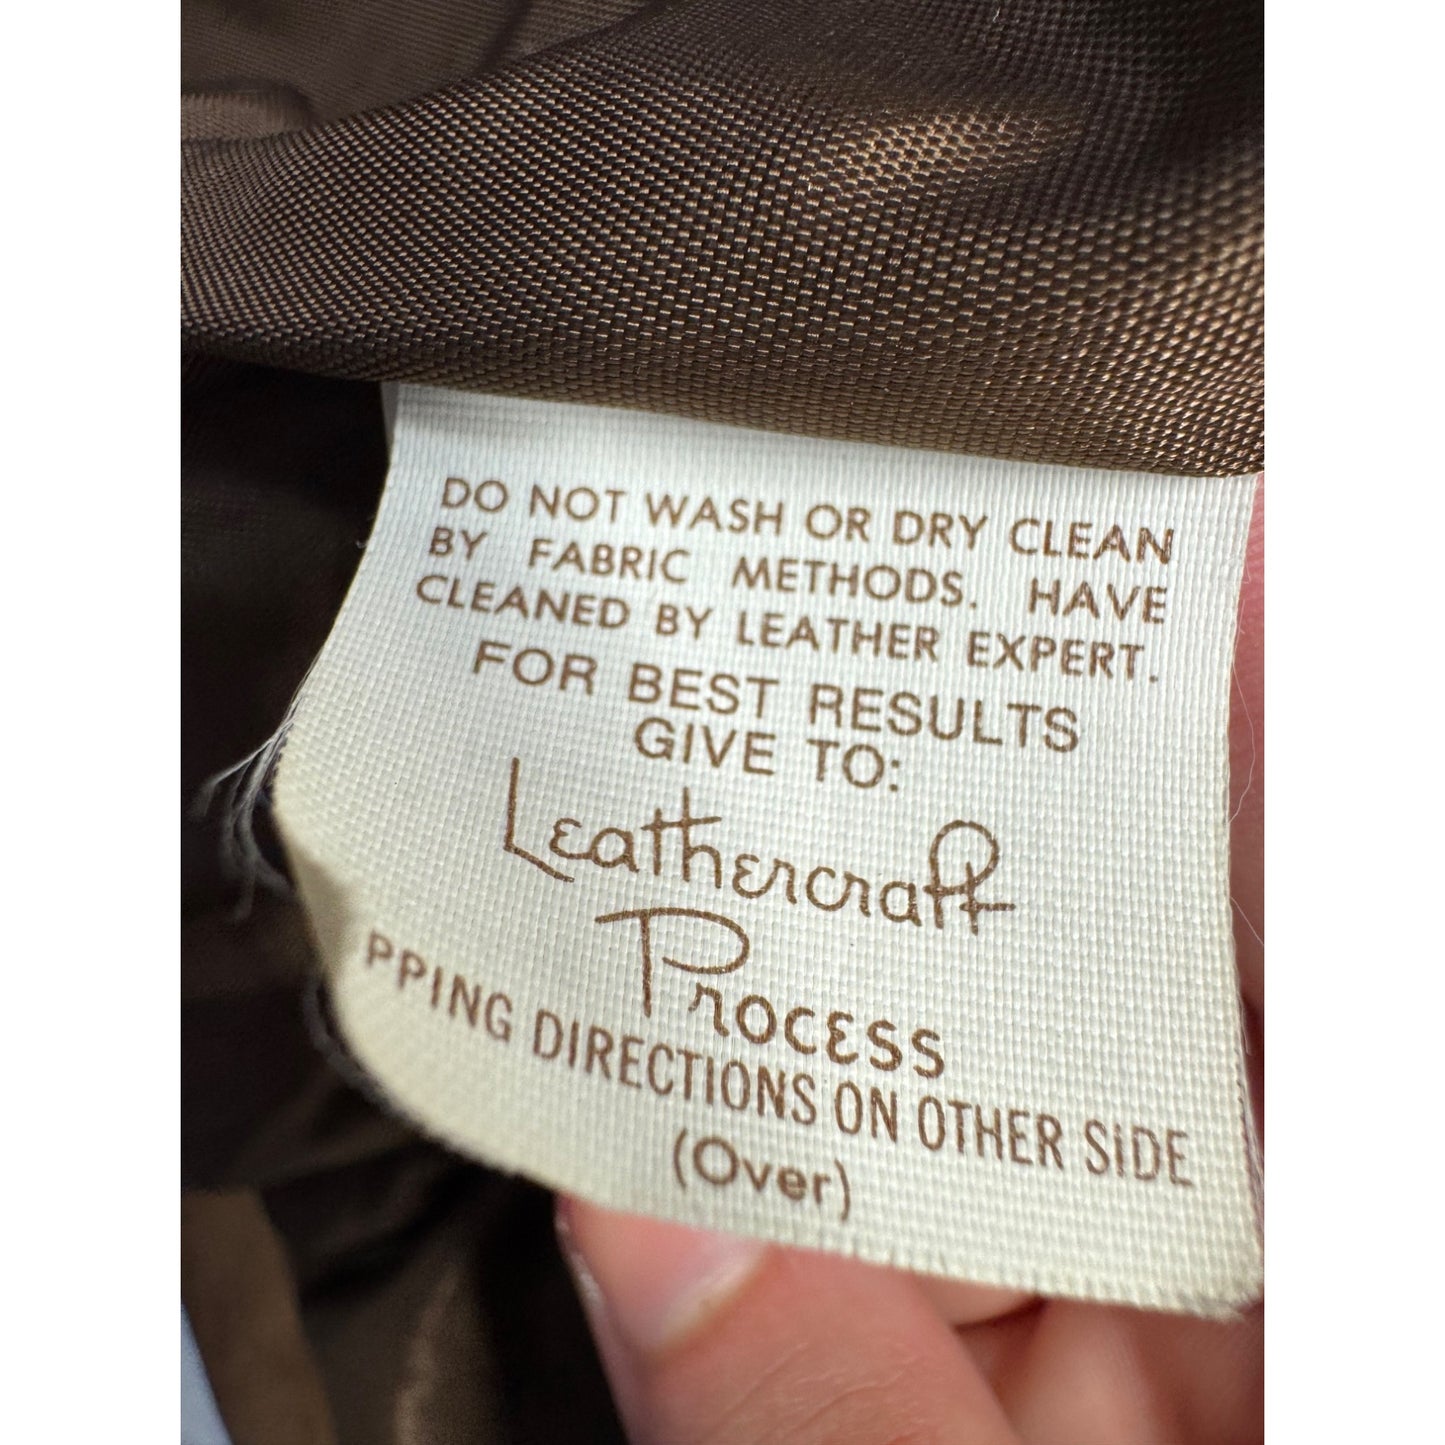 DO NOT WASH OR DRY CLEAN
BY FABRIC METHODS. HAVE
CLEANED BY LEATHER EXPERT.
FOR BEST RESULTS
GIVE TO:
Leathercraft
Process
PPING DIRECTIONS ON OTHER SIDE
(Over)